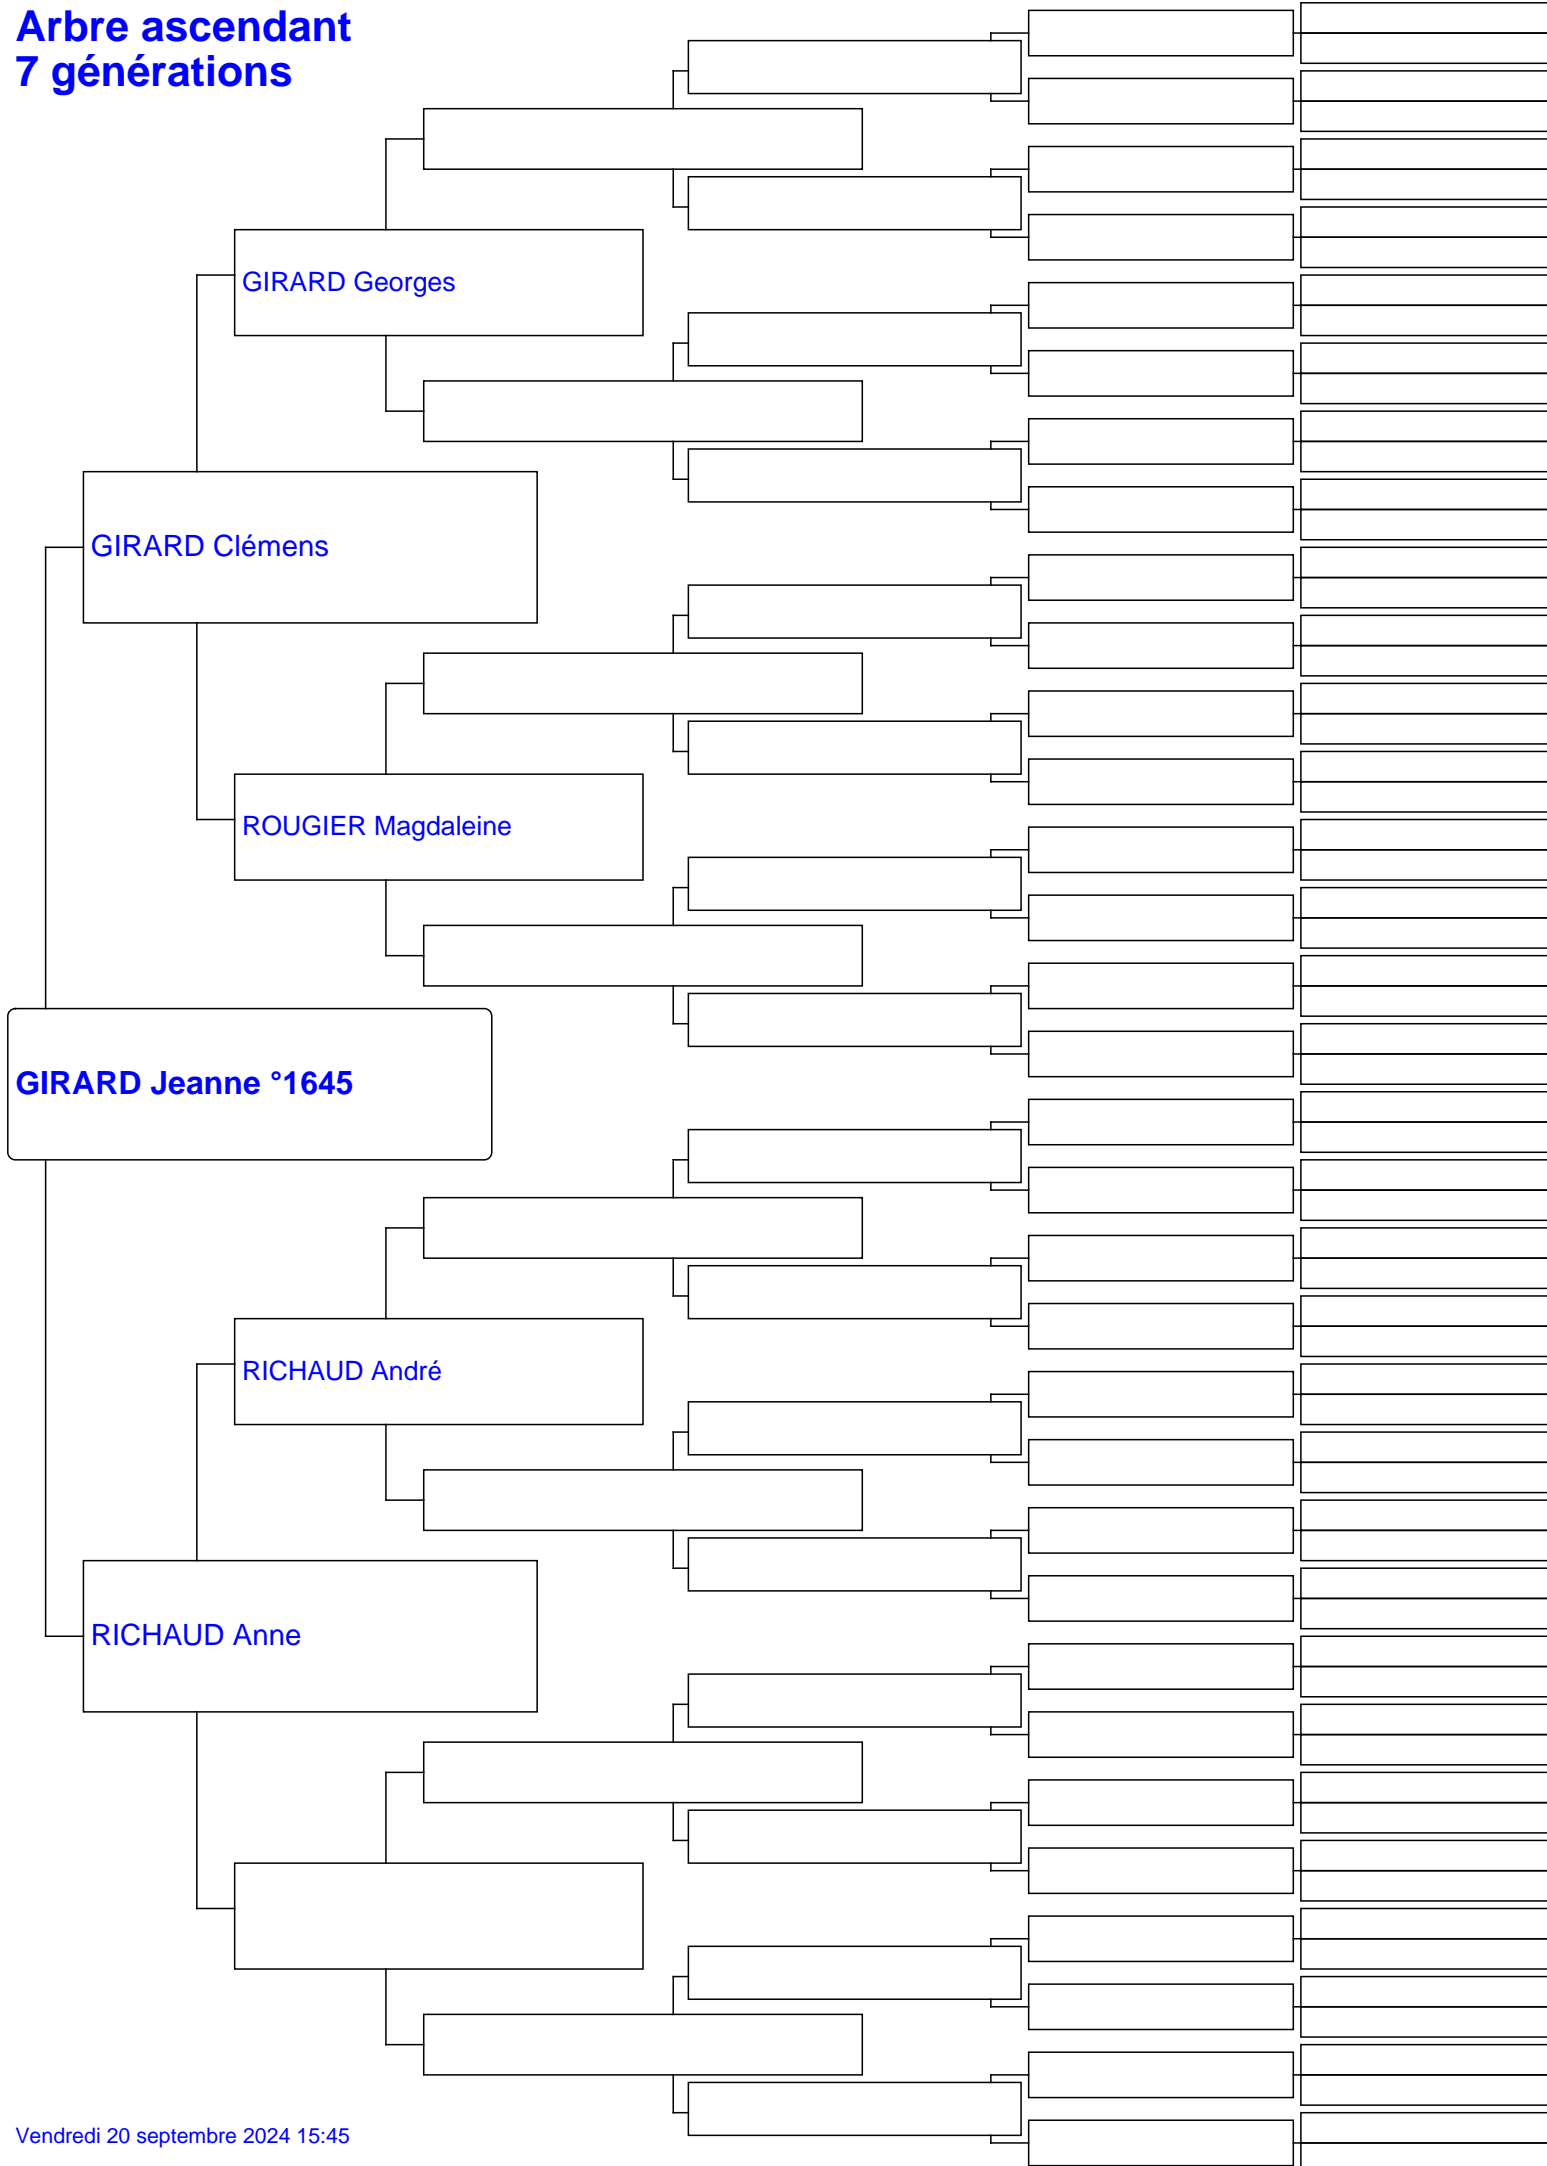 Arbre ascendant
7 générations
GIRARD Georges
GIRARD Clémens
ROUGIER Magdaleine
GIRARD Jeanne °1645
RICHAUD André
RICHAUD Anne
Vendredi 20 septembre 2024 15:45